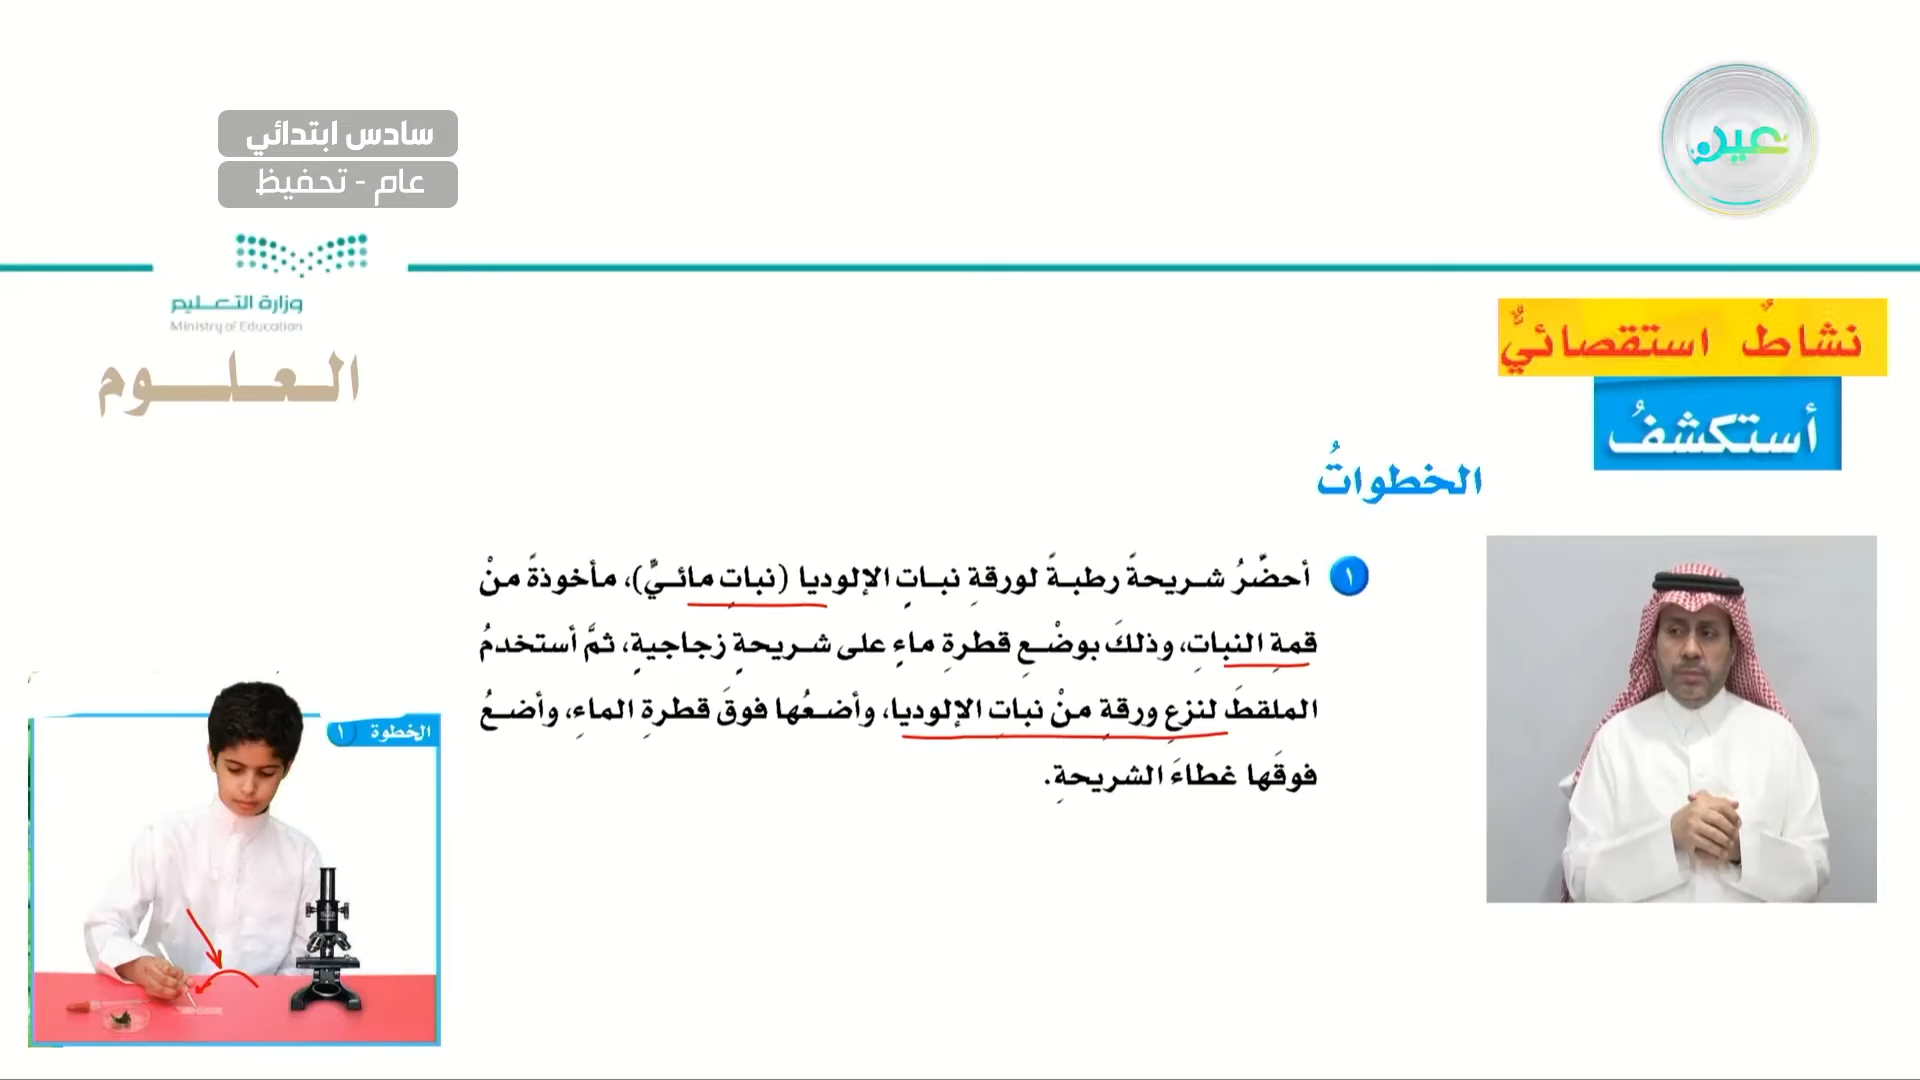 سادس ابتدائي
عام - تحفيظ
عين
وزارة التعليم
Ministry of Education
العلوم
نشاطٌ استقصائيٌّ
أستكشفُ
الخطواتُ
١ أحضّرُ شريحةً رطبةً لورقةِ نباتِ الإلوديا (نباتٍ مائيٍّ)، مأخوذةً منْ
قمةِ النباتِ، وذلكَ بوضْعِ قطرةِ ماءٍ على شريحةٍ زجاجيةٍ، ثمَّ أستخدمُ
الملقطَ لنزعِ ورقةِ منْ نباتِ الإلوديا، وأضعُها فوقَ قطرةِ الماءِ، وأضعُ
فوقَها غطاءَ الشريحةِ.
الخطوة ١